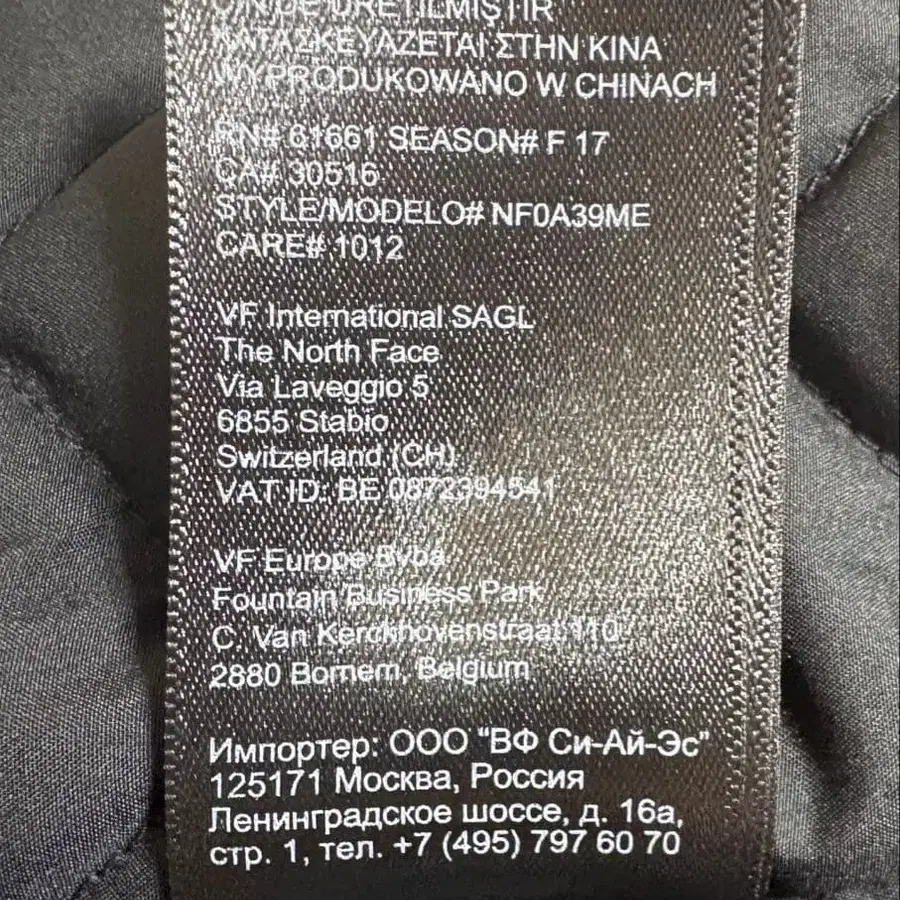 ÜRETİLMİŞTİR
ΚΑΤΑΣΚΕΥΑΖΕΤΑΙ ΣΤΗΝ ΚΙΝΑ
WYPRODUKOWANO W CHINACH
RN# 61661 SEASON# F 17
CA# 30516
STYLE/MODELO# NF0A39ME
CARE# 1012
VF International SAGL
The North Face
Via Laveggio 5
6855 Stabio
Switzerland (CH)
VAT ID: BE 0872394541
VF Europe Bvba
Fountain Business Park
C. Van Kerckhovenstraat 110
2880 Bornem, Belgium
Импортер: ООО "ВФ Си-Ай-Эс"
125171 Москва, Россия
Ленинградское шоссе, д. 16а,
стр. 1, тел. +7 (495) 797 60 70